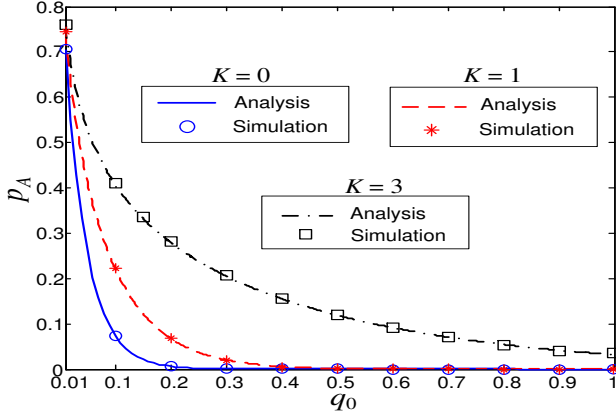 0.8
0.7
0.6
0.5
0.4
0.3
0.2
0.1
0
p_A
K = 0
Analysis
Simulation
K = 1
Analysis
Simulation
K = 3
Analysis
Simulation
0.01 0.1 0.2 0.3 0.4 0.5 0.6 0.7 0.8 0.9 1
q_0